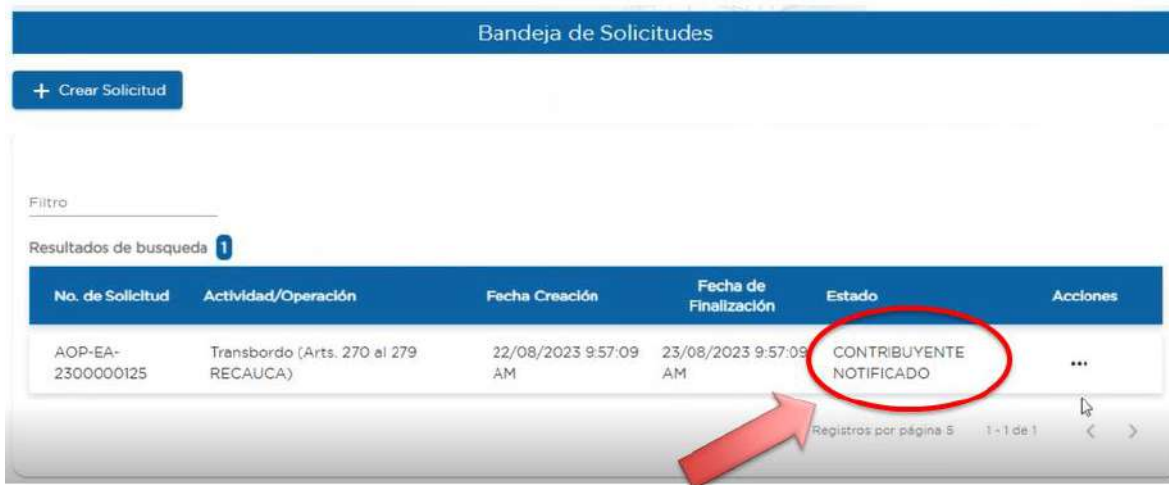 Bandeja de Solicitudes
+ Crear Solicitud
Filtro
Resultados de busqueda 1
No. de Solicitud Actividad/Operación Fecha Creación Fecha de Finalización Estado Acciones
AOP-EA- Transbordo (Arts. 270 al 279 22/08/2023 9:57:09 23/08/2023 9:57:09 CONTRIBUYENTE
2300000125 RECAUCA) AM AM NOTIFICADO ...
Registros por página 5 1 - 1 de 1 < >